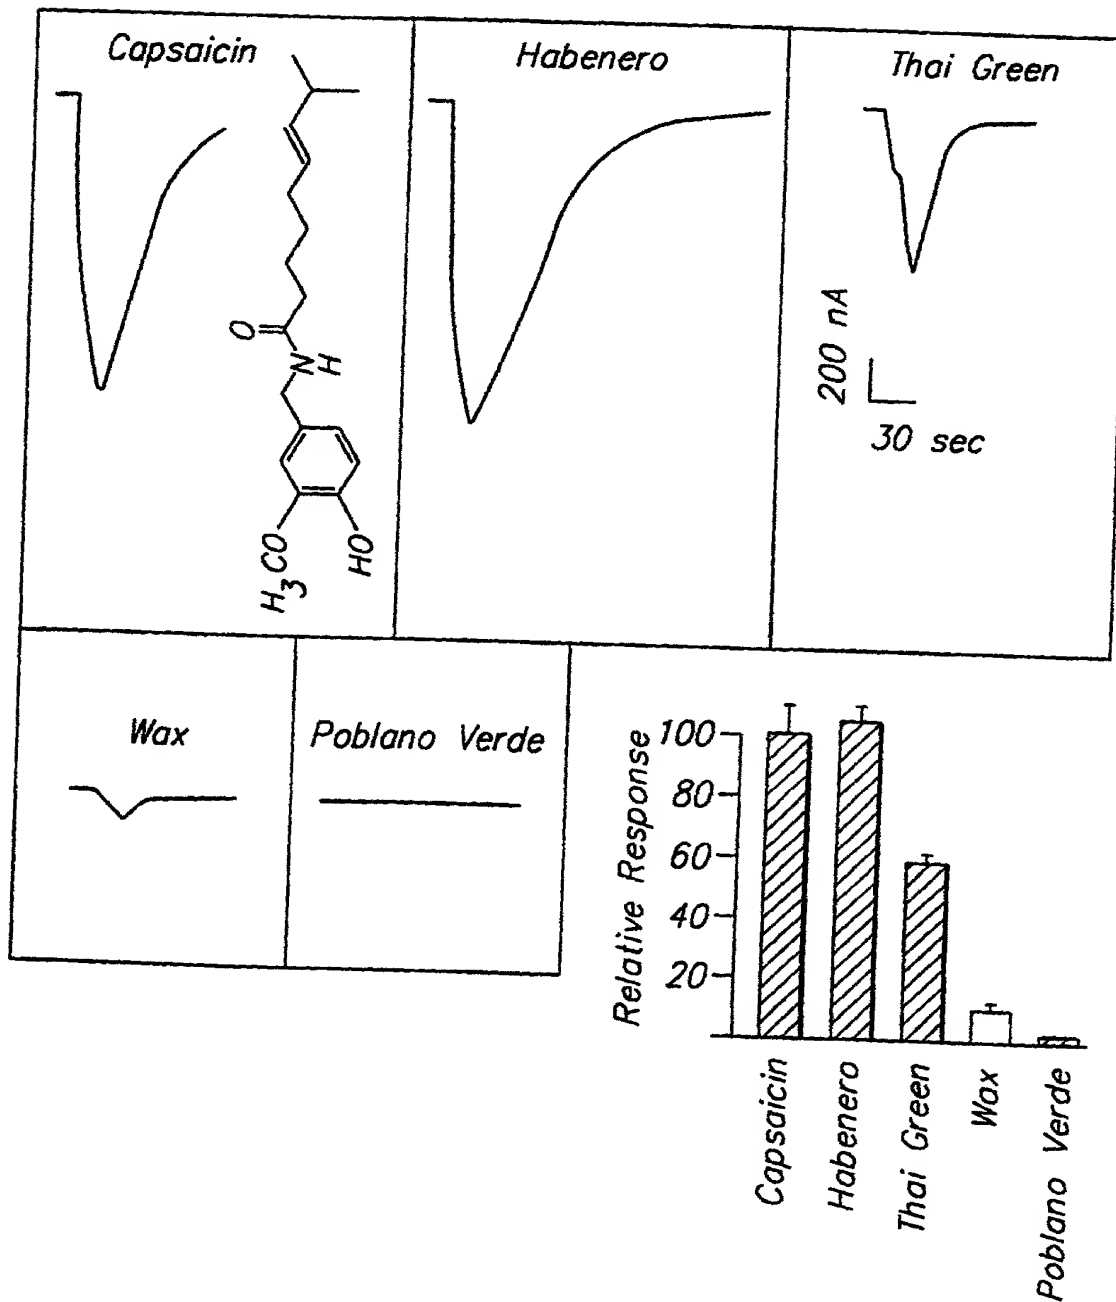 Capsaicin
Habenero
Thai Green
O
N
H
H3CO
HO
200 nA
30 sec
Wax
Poblano Verde
Relative Response
100
80
60
40
20
Capsaicin
Habenero
Thai Green
Wax
Poblano Verde